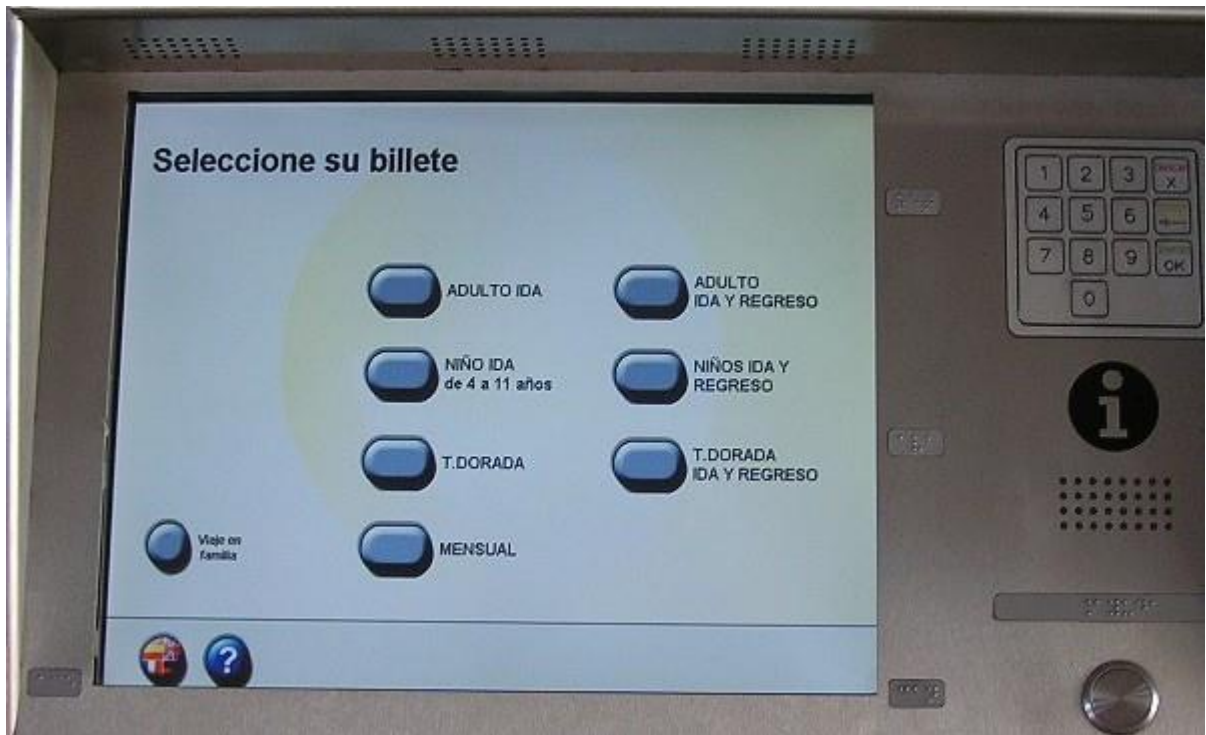 Seleccione su billete
ADULTO IDA
ADULTO
IDA Y REGRESO
NIÑO IDA
de 4 a 11 años
NIÑOS IDA Y
REGRESO
T.DORADA
T.DORADA
IDA Y REGRESO
Viaje en
familia
MENSUAL
?
1 2 3 X
4 5 6
7 8 9 OK
0
i